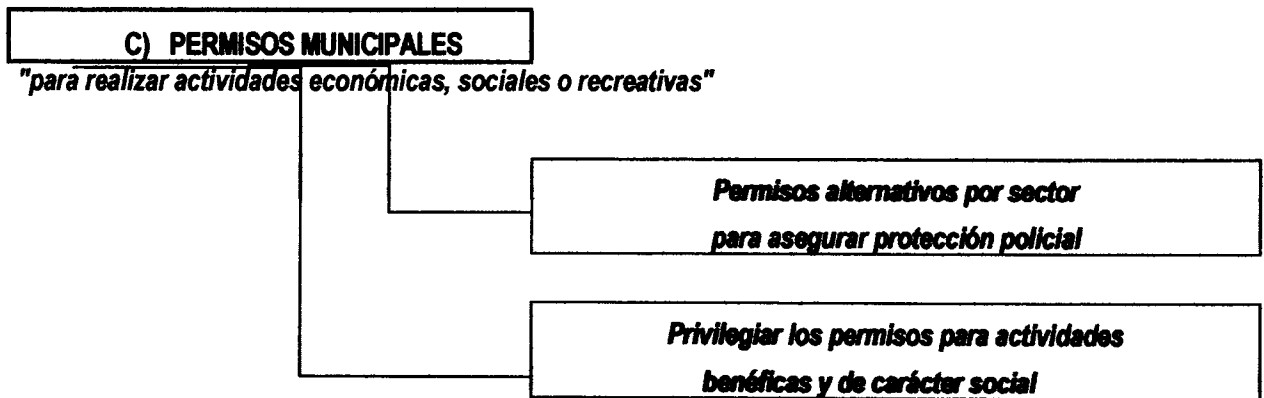 C) PERMISOS MUNICIPALES
"para realizar actividades económicas, sociales o recreativas"
Permisos alternativos por sector
para asegurar protección policial
Privilegiar los permisos para actividades
benéficas y de carácter social